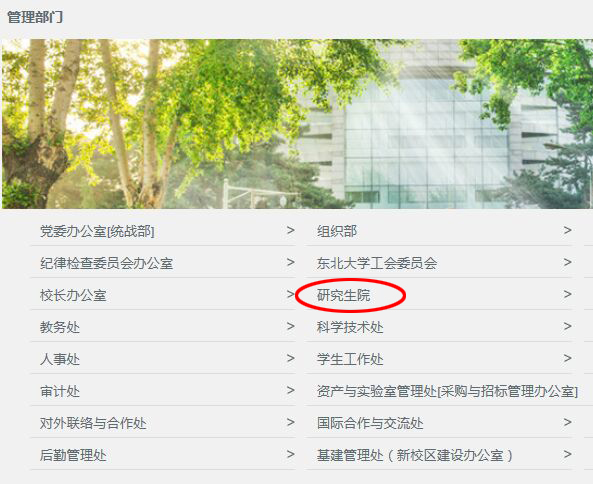 管理部门
党委办公室[统战部] >
组织部 >
纪律检查委员会办公室 >
东北大学工会委员会 >
校长办公室 >
研究生院 >
教务处 >
科学技术处 >
人事处 >
学生工作处 >
审计处 >
资产与实验室管理处[采购与招标管理办公室]
对外联络与合作处 >
国际合作与交流处 >
后勤管理处 >
基建管理处（新校区建设办公室） >